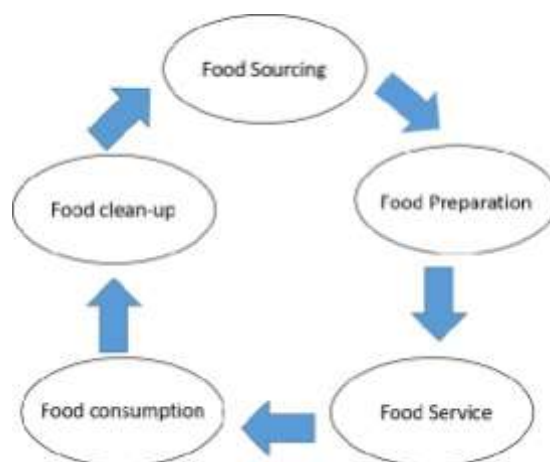 Food Sourcing
Food Preparation
Food Service
Food consumption
Food clean-up